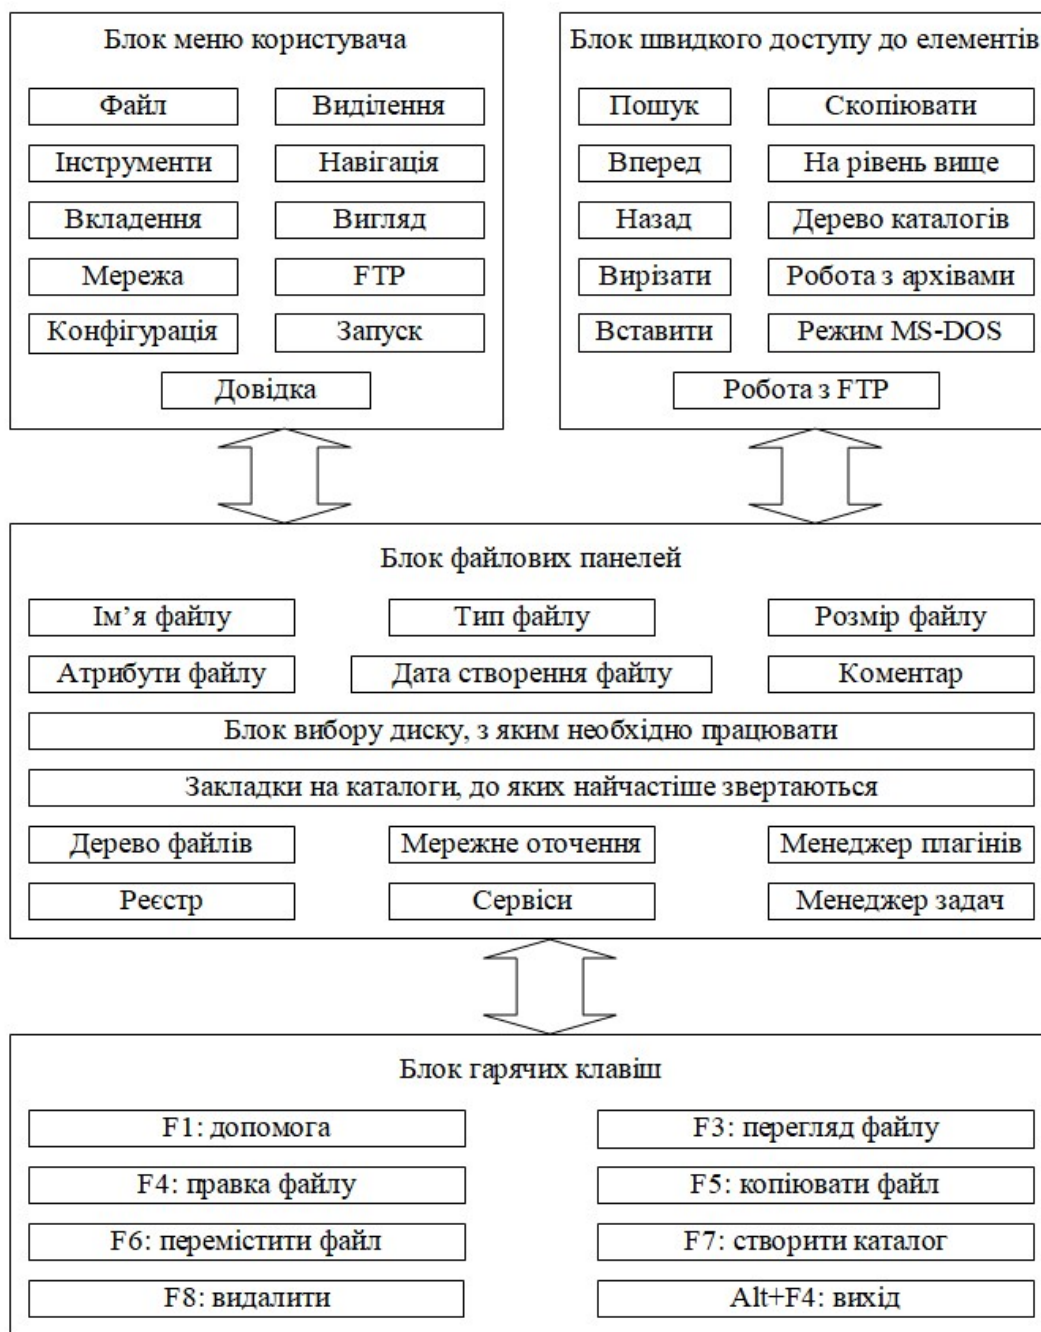 Блок меню користувача
Файл
Виділення
Інструменти
Навігація
Вкладення
Вигляд
Мережа
FTP
Конфігурація
Запуск
Довідка
Блок швидкого доступу до елементів
Пошук
Скопіювати
Вперед
На рівень вище
Назад
Дерево каталогів
Вирізати
Робота з архівами
Вставити
Режим MS-DOS
Робота з FTP
Блок файлових панелей
Ім’я файлу
Тип файлу
Розмір файлу
Атрибути файлу
Дата створення файлу
Коментар
Блок вибору диску, з яким необхідно працювати
Закладки на каталоги, до яких найчастіше звертаються
Дерево файлів
Мережне оточення
Менеджер плагінів
Реєстр
Сервіси
Менеджер задач
Блок гарячих клавіш
F1: допомога
F3: перегляд файлу
F4: правка файлу
F5: копіювати файл
F6: перемістити файл
F7: створити каталог
F8: видалити
Alt+F4: вихід